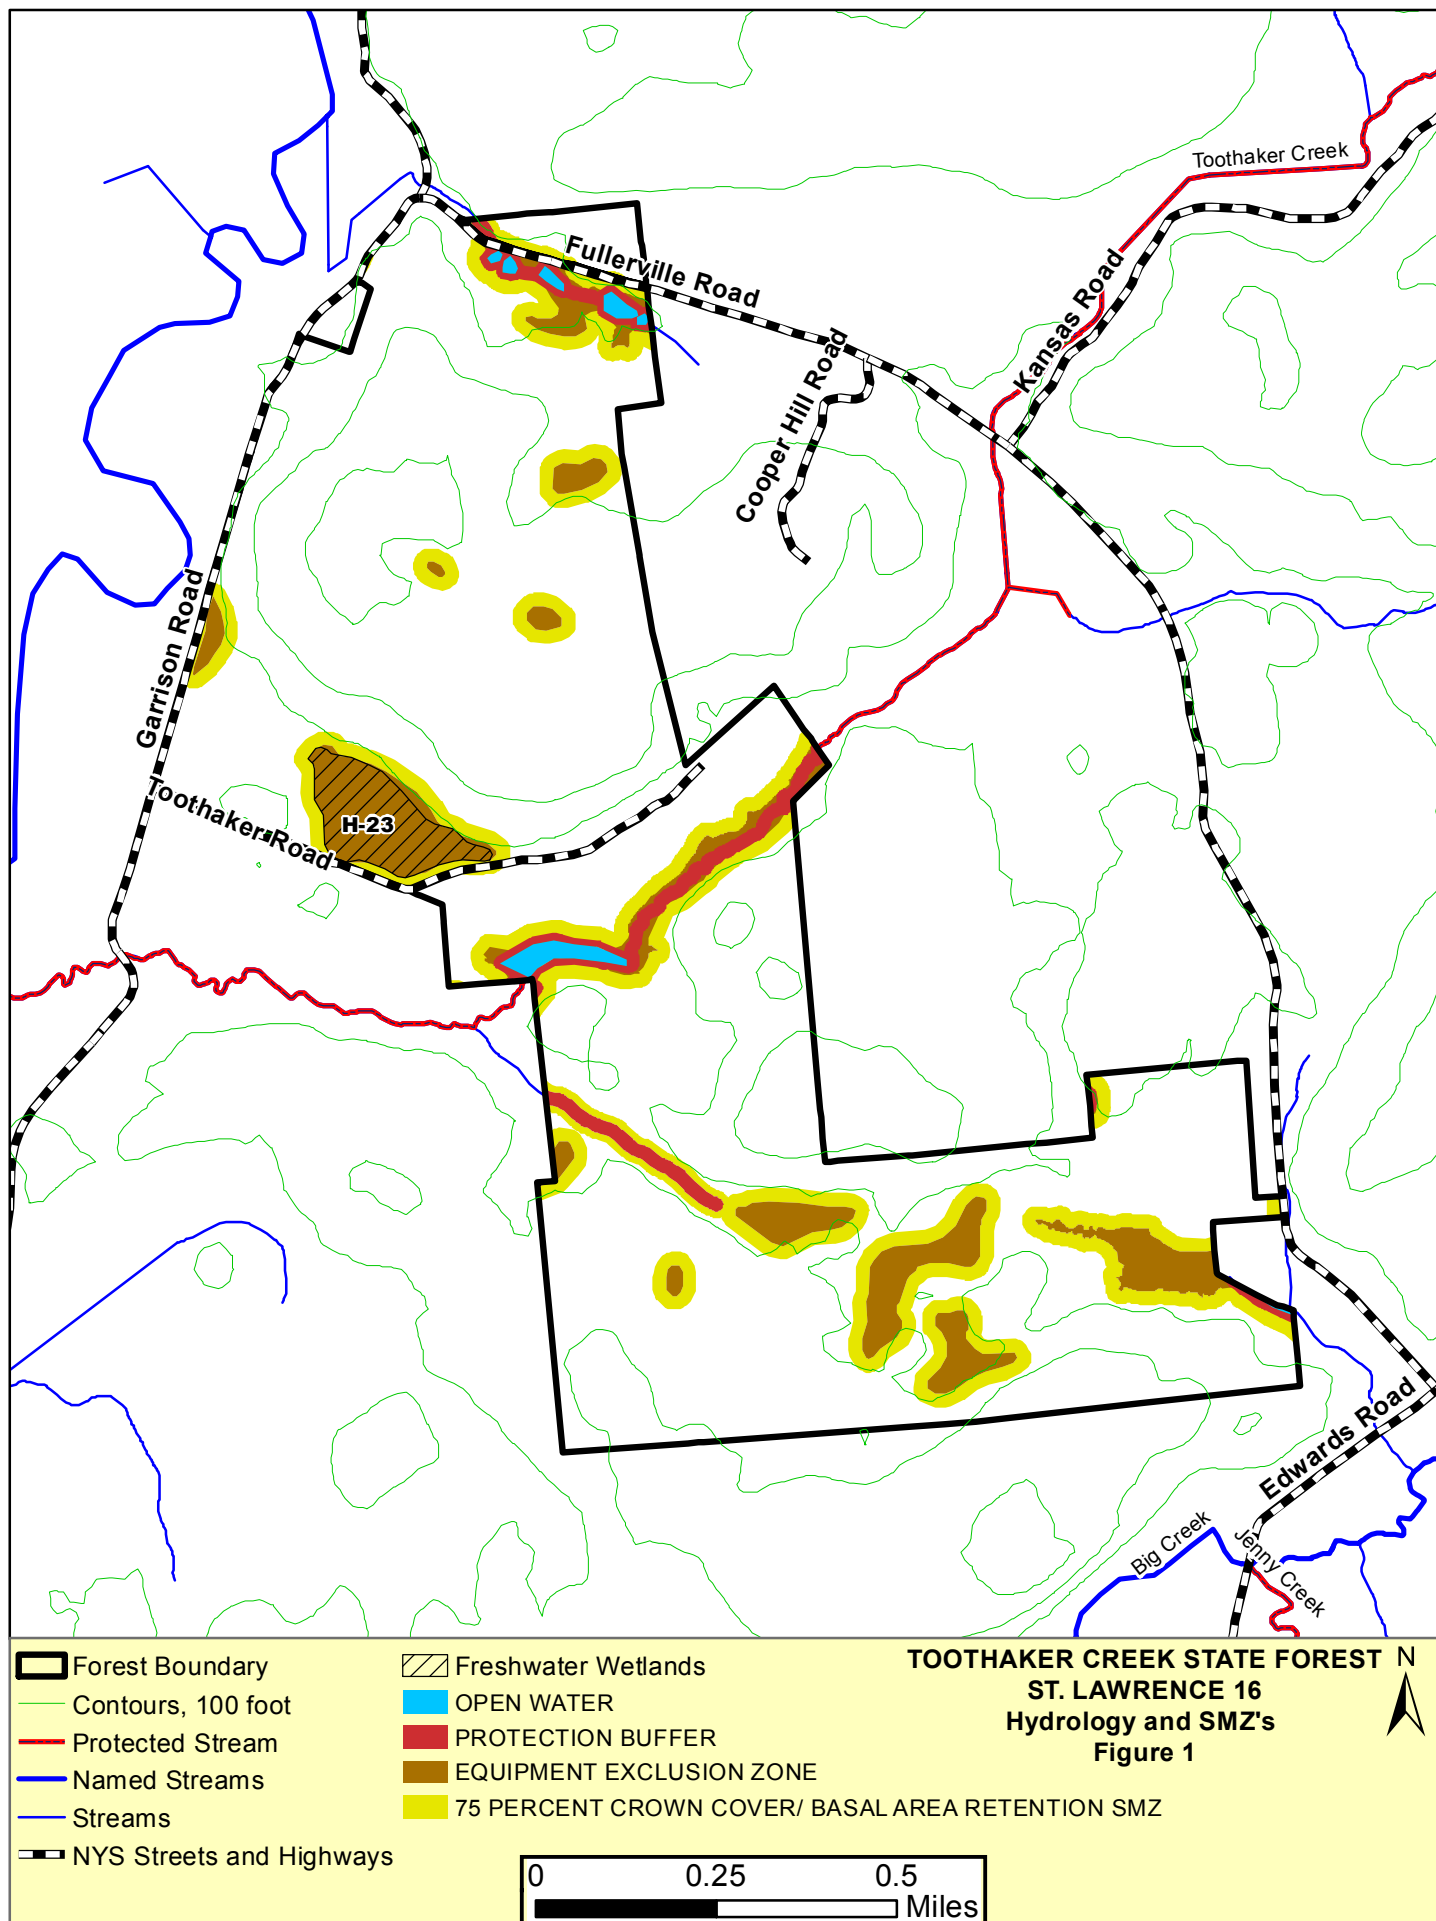 Toothaker Creek
Fullerville Road
Kansas Road
Cooper Hill Road
Garrison Road
Toothaker Road
H-23
Edwards Road
Big Creek
Jenny Creek
Forest Boundary
Contours, 100 foot
Protected Stream
Named Streams
Streams
NYS Streets and Highways
Freshwater Wetlands
OPEN WATER
PROTECTION BUFFER
EQUIPMENT EXCLUSION ZONE
75 PERCENT CROWN COVER/ BASAL AREA RETENTION SMZ
TOOTHAKER CREEK STATE FOREST
ST. LAWRENCE 16
Hydrology and SMZ's
Figure 1
N
0 0.25 0.5
Miles